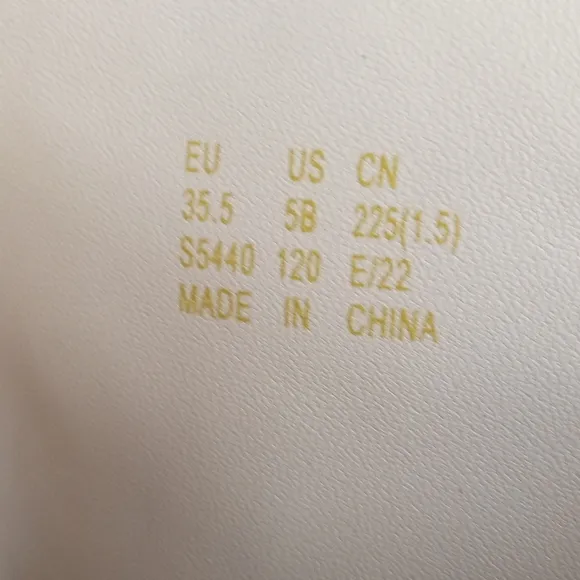 EU US CN
35.5 5B 225(1.5)
S5440 120 E/22
MADE IN CHINA